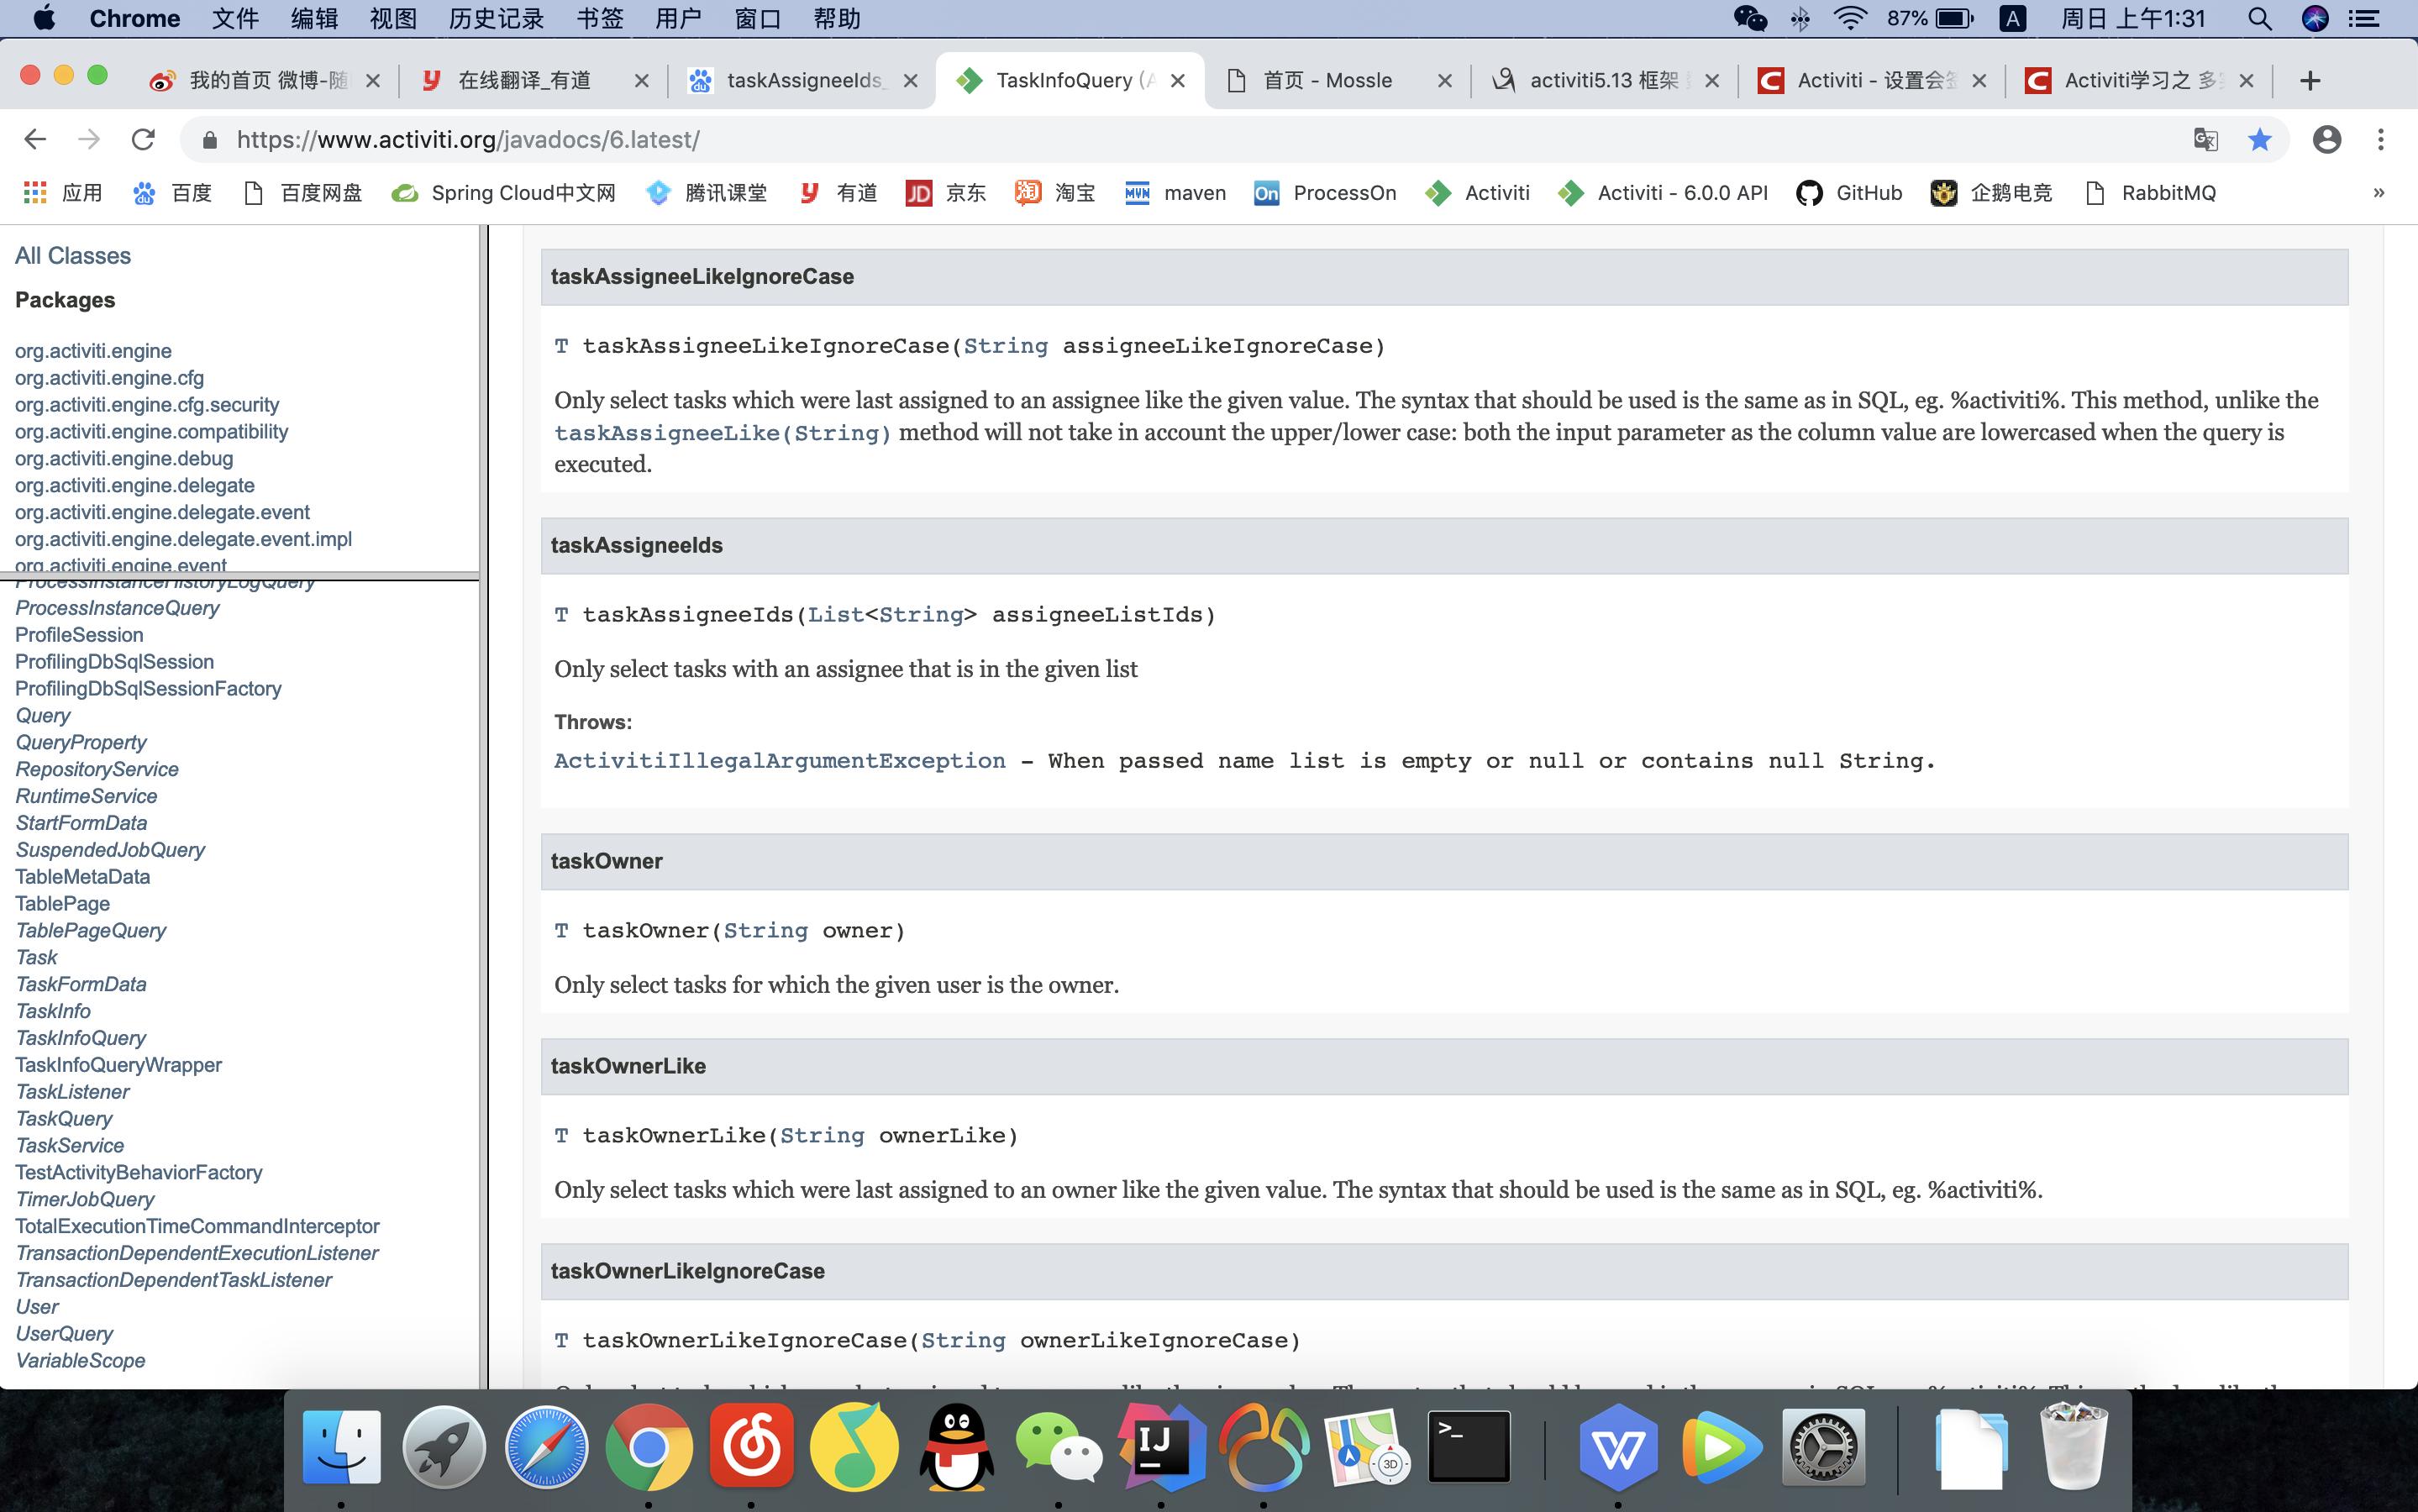 Chrome 文件 编辑 视图 历史记录 书签 用户 窗口 帮助 87% A 周日 上午1:31
我的首页 微博-随 在线翻译_有道 taskAssigneeIds_ TaskInfoQuery (A 首页 - Mossle activiti5.13 框架 Activiti - 设置会签 Activiti学习之 多
https://www.activiti.org/javadocs/6.latest/
应用 百度 百度网盘 Spring Cloud中文网 腾讯课堂 有道 京东 淘宝 maven ProcessOn Activiti Activiti - 6.0.0 API GitHub 企鹅电竞 RabbitMQ »
All Classes
Packages
org.activiti.engine
org.activiti.engine.cfg
org.activiti.engine.cfg.security
org.activiti.engine.compatibility
org.activiti.engine.debug
org.activiti.engine.delegate
org.activiti.engine.delegate.event
org.activiti.engine.delegate.event.impl
org.activiti.engine.event
ProcessInstanceHistoryLogQuery
ProcessInstanceQuery
ProfileSession
ProfilingDbSqlSession
ProfilingDbSqlSessionFactory
Query
QueryProperty
RepositoryService
RuntimeService
StartFormData
SuspendedJobQuery
TableMetaData
TablePage
TablePageQuery
Task
TaskFormData
TaskInfo
TaskInfoQuery
TaskInfoQueryWrapper
TaskListener
TaskQuery
TaskService
TestActivityBehaviorFactory
TimerJobQuery
TotalExecutionTimeCommandInterceptor
TransactionDependentExecutionListener
TransactionDependentTaskListener
User
UserQuery
VariableScope
taskAssigneeLikeIgnoreCase
T taskAssigneeLikeIgnoreCase(String assigneeLikeIgnoreCase)
Only select tasks which were last assigned to an assignee like the given value. The syntax that should be used is the same as in SQL, eg. %activiti%. This method, unlike the
taskAssigneeLike(String) method will not take in account the upper/lower case: both the input parameter as the column value are lowercased when the query is
executed.
taskAssigneeIds
T taskAssigneeIds(List<String> assigneeListIds)
Only select tasks with an assignee that is in the given list
Throws:
ActivitiIllegalArgumentException - When passed name list is empty or null or contains null String.
taskOwner
T taskOwner(String owner)
Only select tasks for which the given user is the owner.
taskOwnerLike
T taskOwnerLike(String ownerLike)
Only select tasks which were last assigned to an owner like the given value. The syntax that should be used is the same as in SQL, eg. %activiti%.
taskOwnerLikeIgnoreCase
T taskOwnerLikeIgnoreCase(String ownerLikeIgnoreCase)